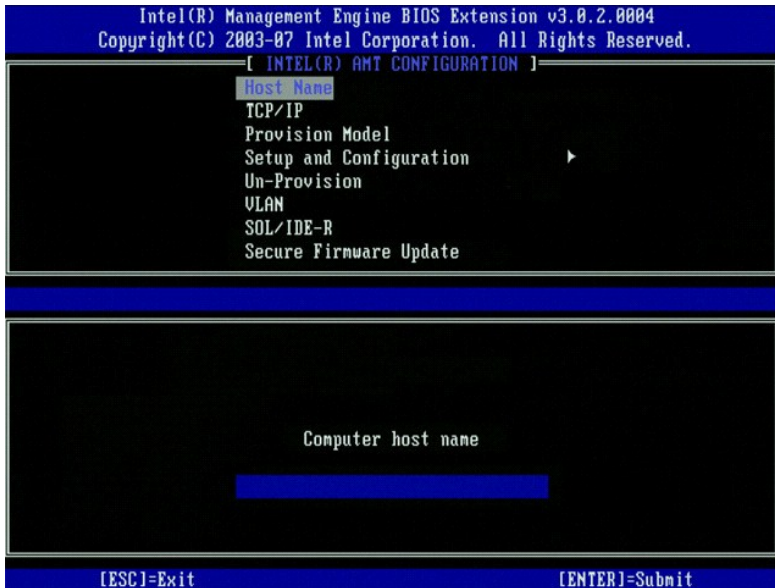 Intel(R) Management Engine BIOS Extension v3.0.2.0004
Copyright(C) 2003-07 Intel Corporation. All Rights Reserved.
[ INTEL(R) AMT CONFIGURATION ]
Host Name
TCP/IP
Provision Model
Setup and Configuration
Un-Provision
VLAN
SOL/IDE-R
Secure Firmware Update
Computer host name
[ESC]=Exit [ENTER]=Submit